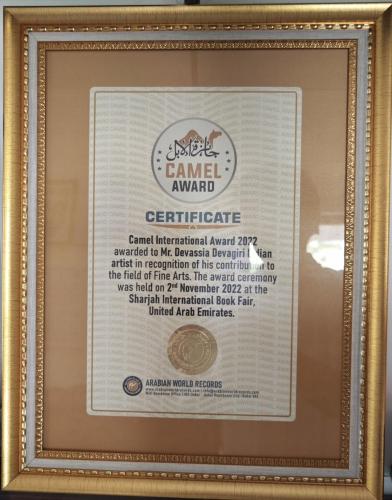 جائزة الإبل
CAMEL
AWARD
CERTIFICATE
Camel International Award 2022
awarded to Mr. Devassia Devagiri Indian
artist in recognition of his contribution to
the field of Fine Arts. The award ceremony
was held on 2nd November 2022 at the
Sharjah International Book Fair,
United Arab Emirates.
ARABIAN WORLD RECORDS